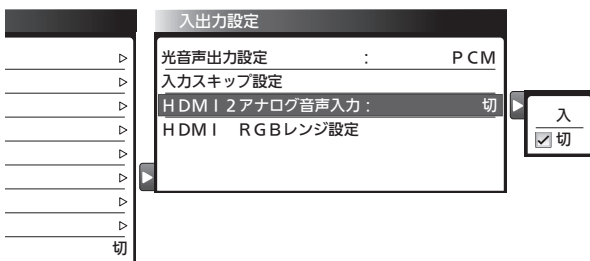 入出力設定
光音声出力設定 : PCM
入力スキップ設定
HDMI2アナログ音声入力: 切
HDMI RGBレンジ設定
入
切
切